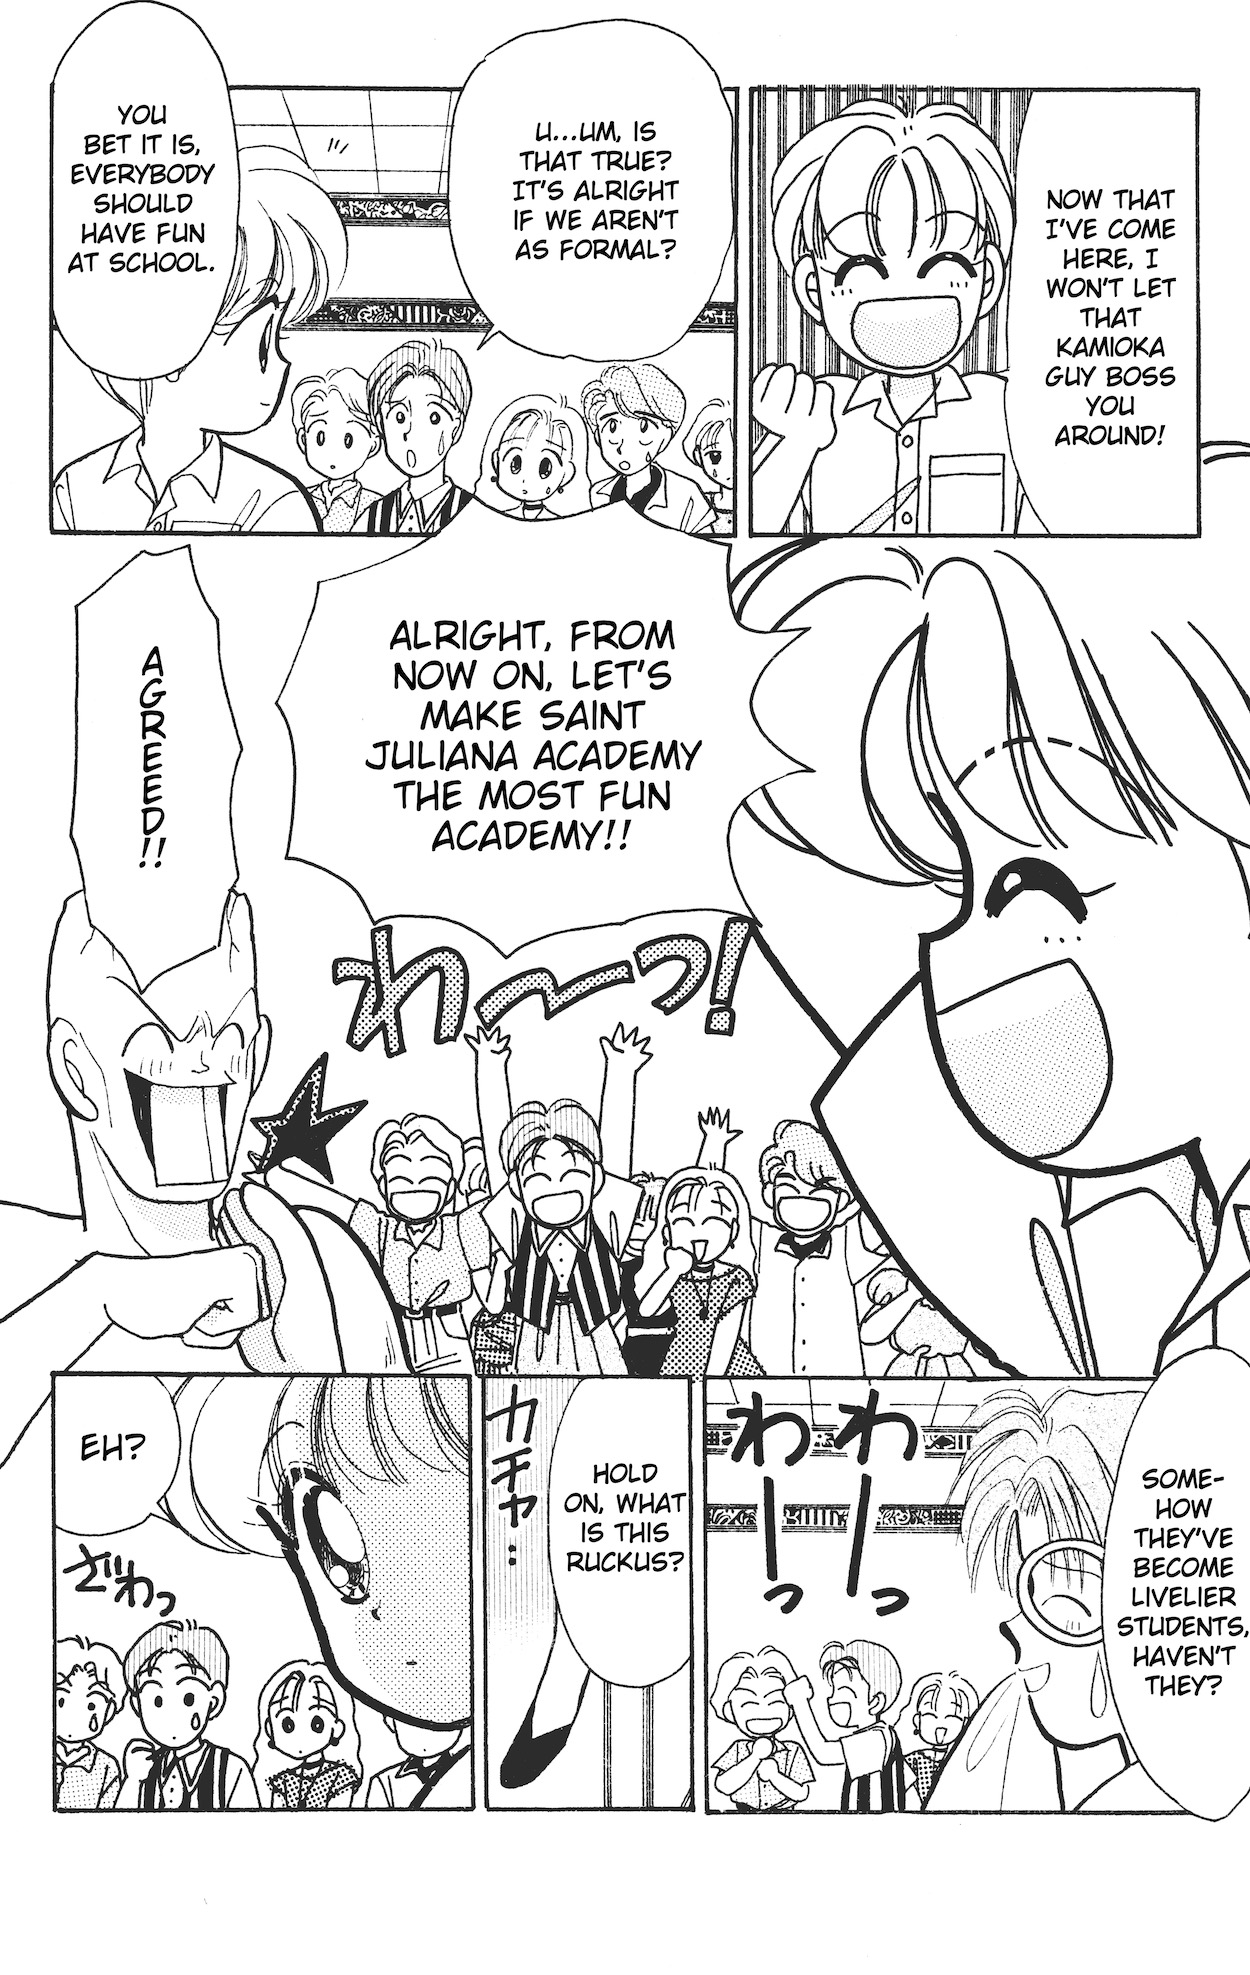 NOW THAT
I'VE COME
HERE, I
WON'T LET
THAT
KAMIOKA
GUY BOSS
YOU
AROUND!
U...UM, IS
THAT TRUE?
IT'S ALRIGHT
IF WE AREN'T
AS FORMAL?
YOU
BET IT IS,
EVERYBODY
SHOULD
HAVE FUN
AT SCHOOL.
ALRIGHT, FROM
NOW ON, LET'S
MAKE SAINT
JULIANA ACADEMY
THE MOST FUN
ACADEMY!!
AGREED!!
わ～っ!
SOME-
HOW
THEY'VE
BECOME
LIVELIER
STUDENTS,
HAVEN'T
THEY?
わーっ
わーっ
HOLD
ON, WHAT
IS THIS
RUCKUS?
カチャ…
EH?
ざわっ